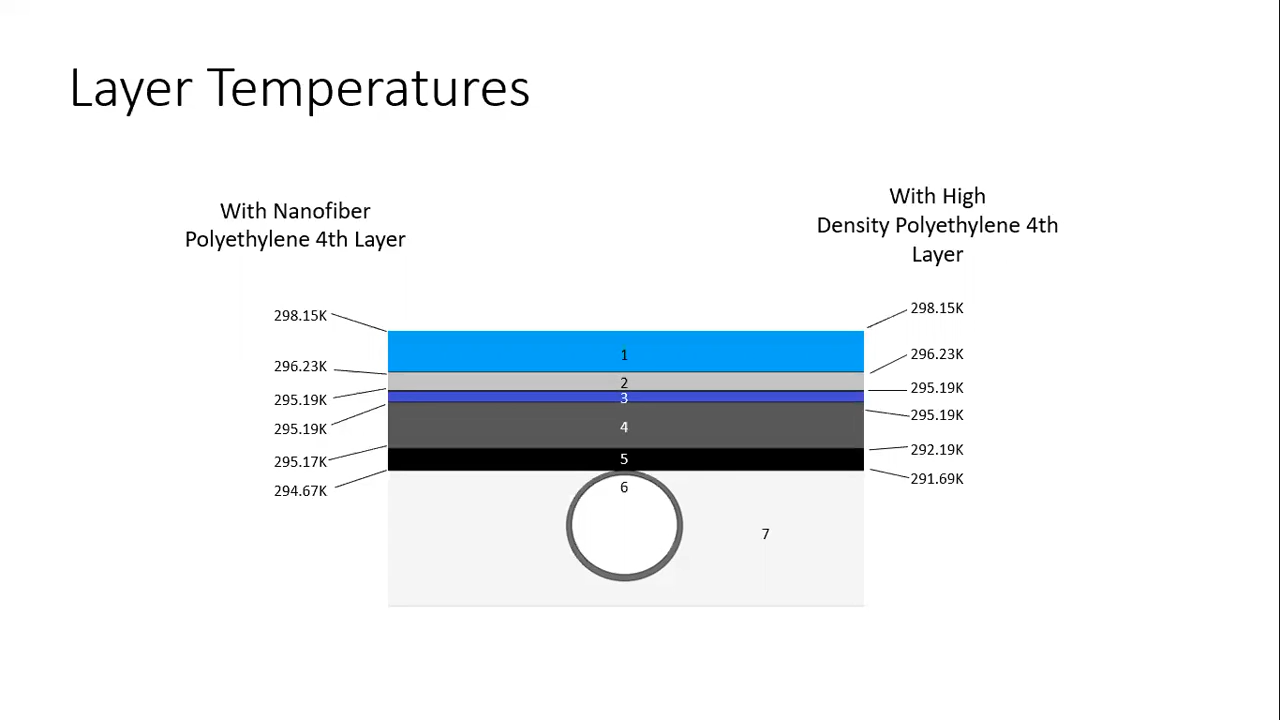 Layer Temperatures
With Nanofiber
Polyethylene 4th Layer
With High
Density Polyethylene 4th
Layer
298.15K
296.23K
295.19K
295.19K
295.17K
294.67K
1
2
3
4
5
6
7
298.15K
296.23K
295.19K
295.19K
292.19K
291.69K